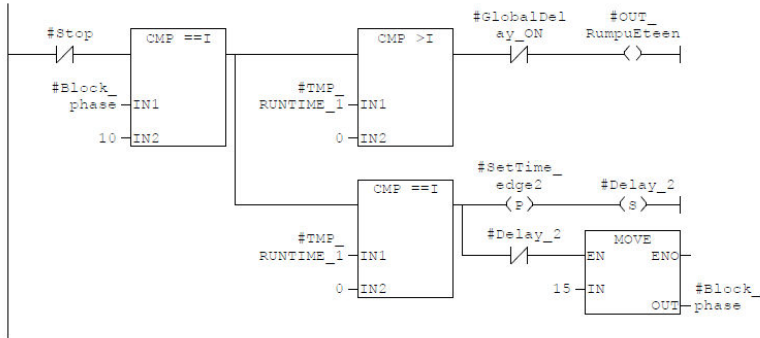 #Stop
CMP ==I
#Block_
phase
IN1
10
IN2
CMP >I
#TMP_
RUNTIME_1
IN1
0
IN2
#GlobalDel
ay_ON
#OUT_
RumpuEteen
( )
CMP ==I
#TMP_
RUNTIME_1
IN1
0
IN2
#SetTime_
edge2
(P)
#Delay_2
(S)
#Delay_2
MOVE
EN
ENO
15
IN
OUT
#Block_
phase